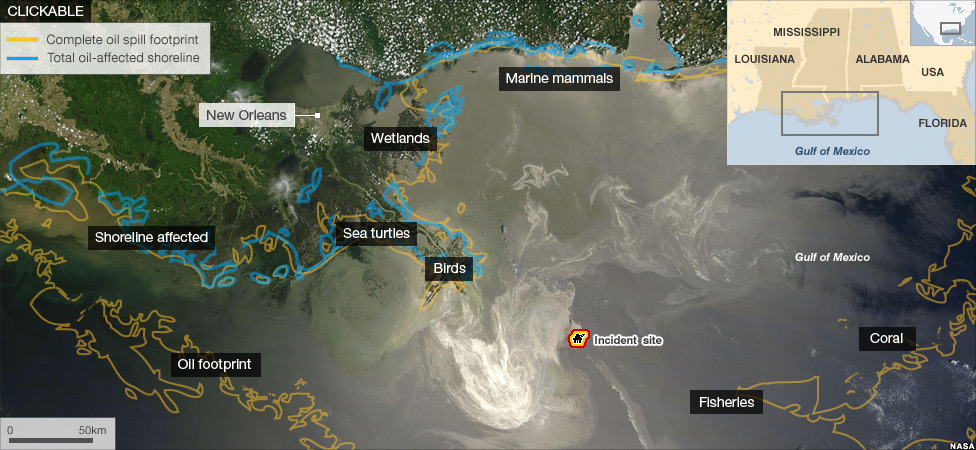 CLICKABLE
Complete oil spill footprint
Total oil-affected shoreline
MISSISSIPPI
LOUISIANA
ALABAMA
USA
FLORIDA
Gulf of Mexico
Marine mammals
New Orleans
Wetlands
Shoreline affected
Sea turtles
Birds
Gulf of Mexico
Incident site
Coral
Oil footprint
Fisheries
0 50km
NASA